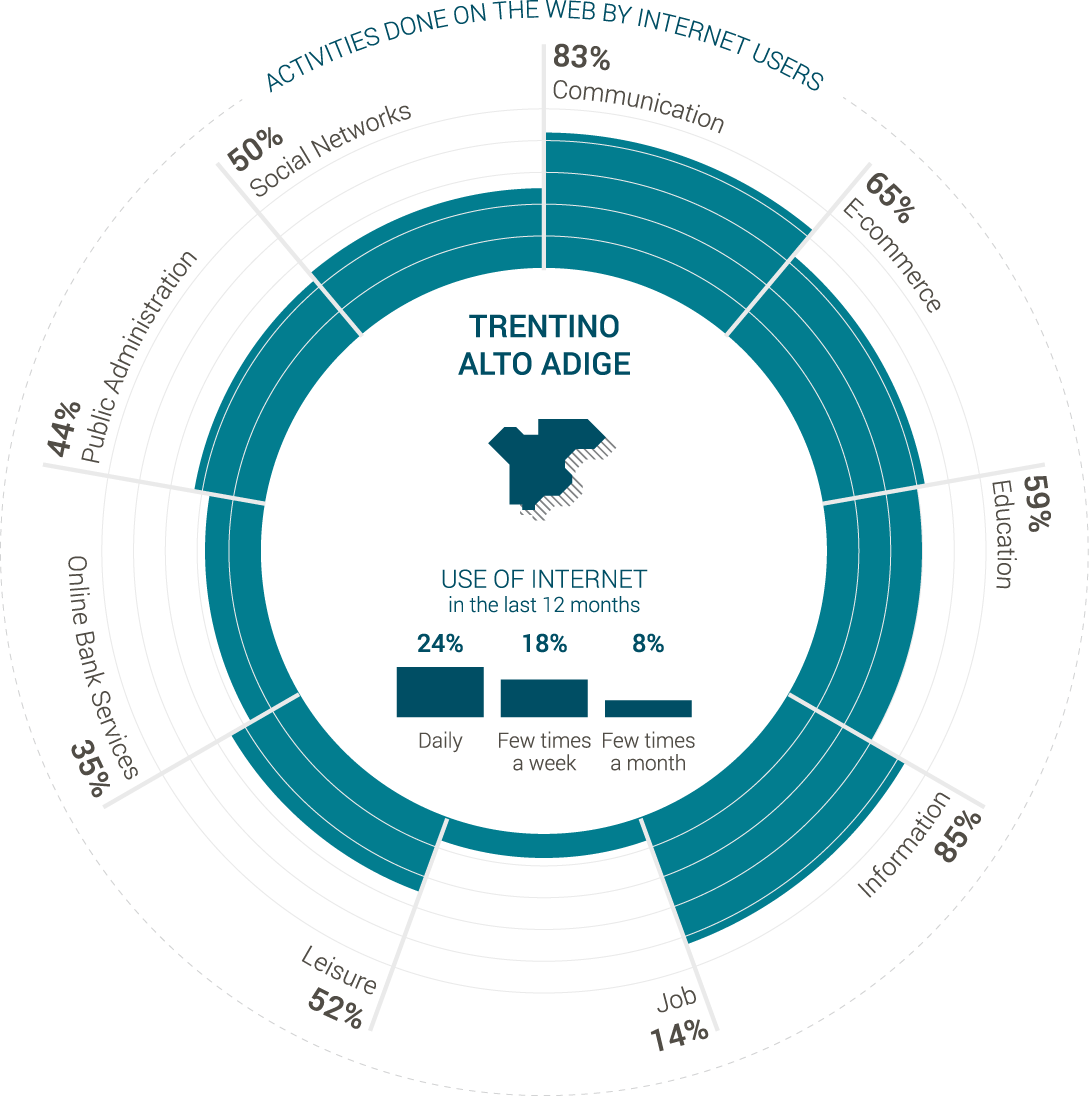 ACTIVITIES DONE ON THE WEB BY INTERNET USERS
83%
Communication
65%
E-commerce
59%
Education
Information
85%
Job
14%
Leisure
52%
Online Bank Services
35%
44%
Public Administration
50%
Social Networks
TRENTINO
ALTO ADIGE
USE OF INTERNET
in the last 12 months
24% 18% 8%
Daily Few times Few times
a week a month